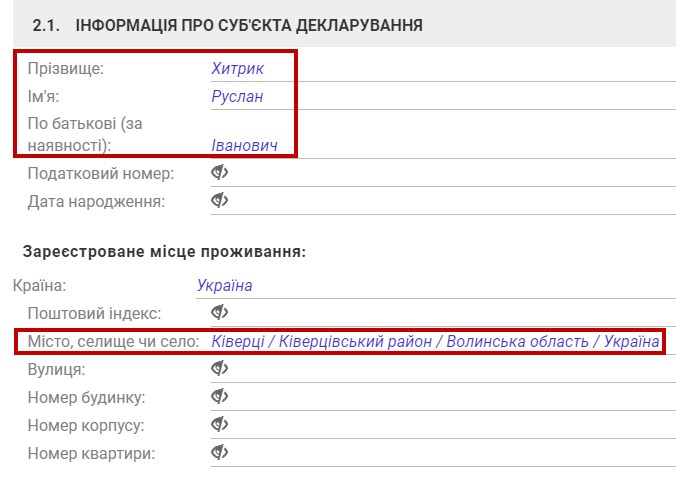 2.1. ІНФОРМАЦІЯ ПРО СУБ'ЄКТА ДЕКЛАРУВАННЯ
Прізвище: Хитрик
Ім'я: Руслан
По батькові (за
наявності): Іванович
Податковий номер:
Дата народження:
Зареєстроване місце проживання:
Країна: Україна
Поштовий індекс:
Місто, селище чи село: Ківерці / Ківерцівський район / Волинська область / Україна
Вулиця:
Номер будинку:
Номер корпусу:
Номер квартири: